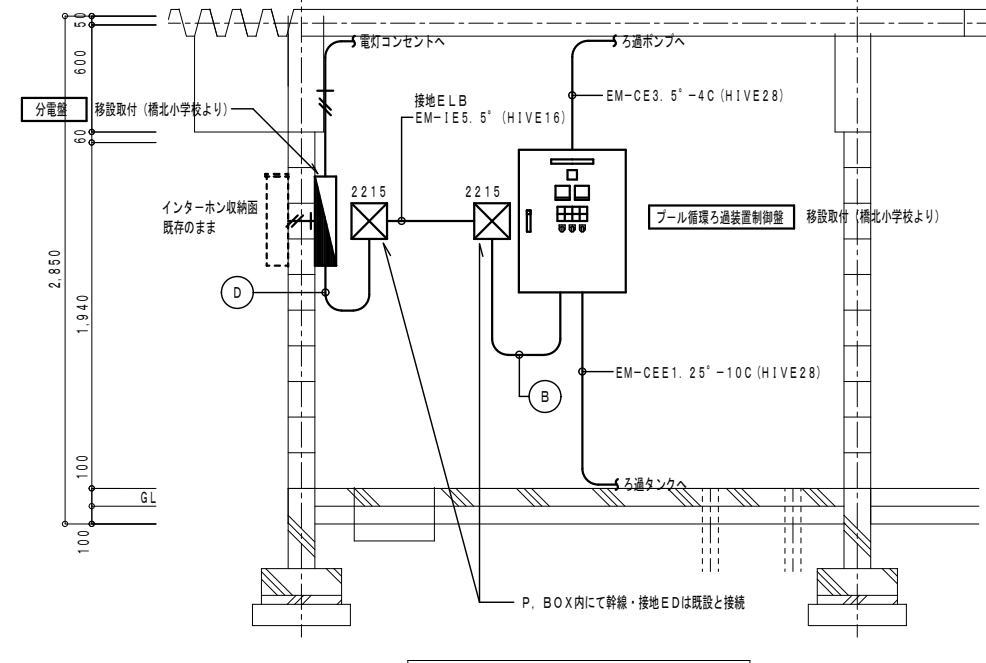 50
600
60
2,850
1,940
100
100
GL
電灯コンセントへ
ろ過ポンプへ
分電盤
移設取付(橋北小学校より)
接地ELB
EM-IE5.5°(HIVE16)
EM-CE3.5°-4C(HIVE28)
インターホン収納函
既存のまま
2215
2215
プール循環ろ過装置制御盤
移設取付(橋北小学校より)
D
B
EM-CEE1.25°-10C(HIVE28)
ろ過タンクへ
P,BOX内にて幹線・接地EDは既設と接続